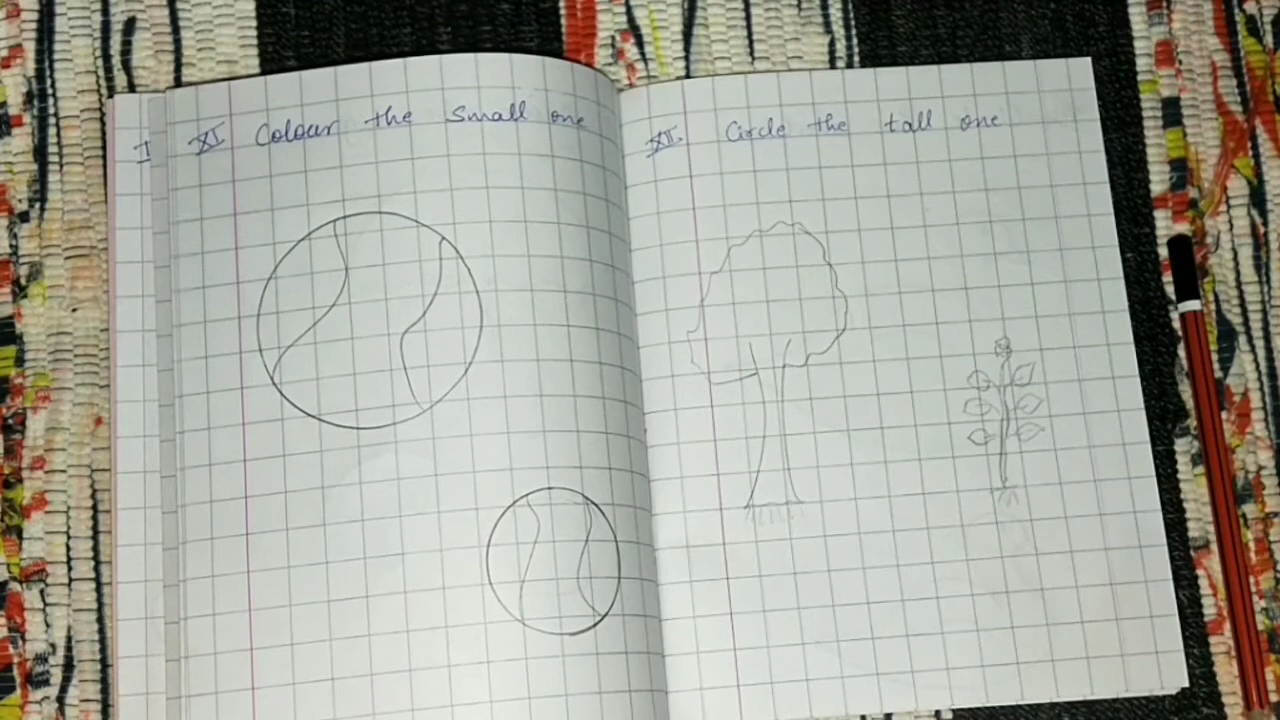 I
XI Colour the small one
XII. Circle the tall one